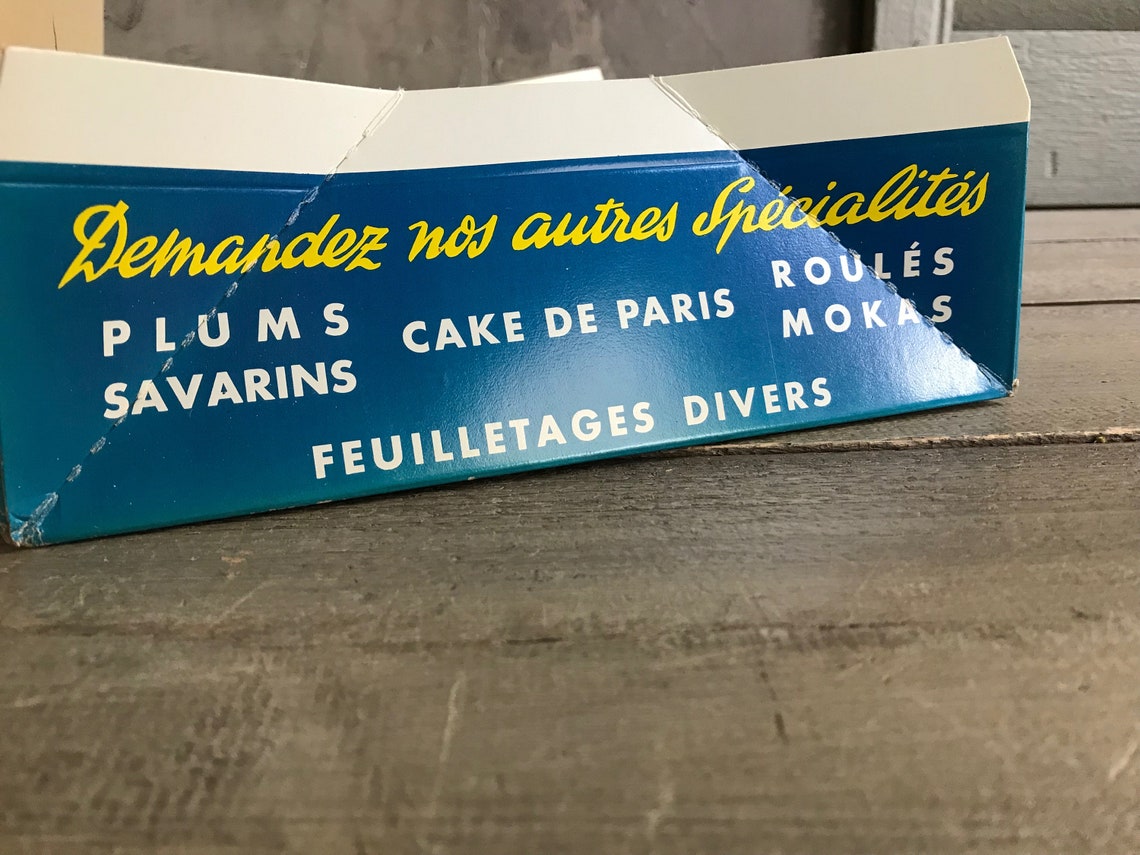 Demandez nos autres Spécialités
PLUMS
SAVARINS
CAKE DE PARIS
ROULÉS
MOKAS
FEUILLETAGES DIVERS